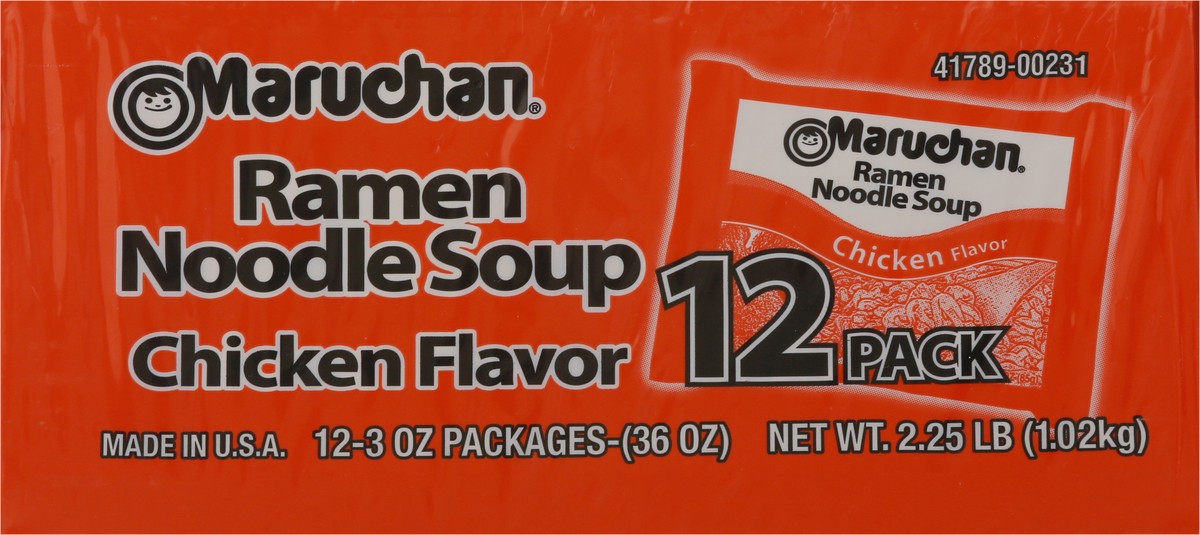 Maruchan®
Ramen
Noodle Soup
Chicken Flavor
41789-00231
Maruchan®
Ramen
Noodle Soup
Chicken Flavor
12 PACK
MADE IN U.S.A. 12-3 OZ PACKAGES-(36 OZ) NET WT. 2.25 LB (1.02kg)